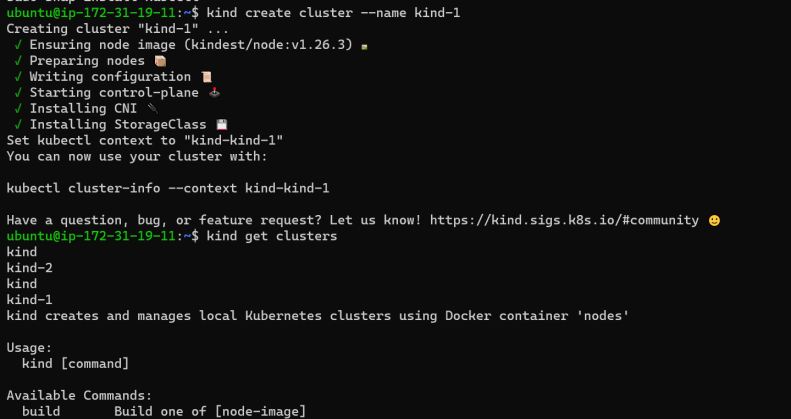 ubuntu@ip-172-31-19-11:~$ kind create cluster --name kind-1
Creating cluster "kind-1" ...
✓ Ensuring node image (kindest/node:v1.26.3) 🖼
✓ Preparing nodes 📦
✓ Writing configuration 📜
✓ Starting control-plane 🕹️
✓ Installing CNI 🔌
✓ Installing StorageClass 💾
Set kubectl context to "kind-kind-1"
You can now use your cluster with:
kubectl cluster-info --context kind-kind-1
Have a question, bug, or feature request? Let us know! https://kind.sigs.k8s.io/#community 🙂
ubuntu@ip-172-31-19-11:~$ kind get clusters
kind
kind-2
kind
kind-1
kind creates and manages local Kubernetes clusters using Docker container 'nodes'
Usage:
kind [command]
Available Commands:
build Build one of [node-image]